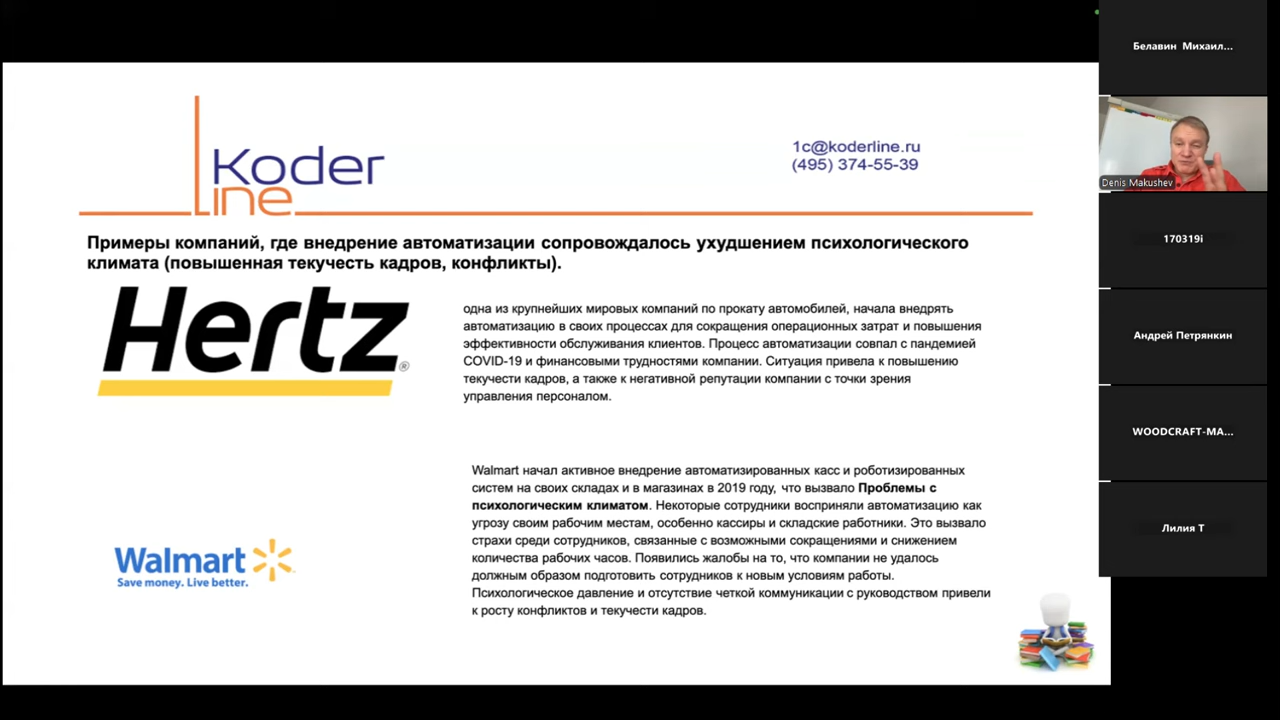 Koder
Line
1c@koderline.ru
(495) 374-55-39
Примеры компаний, где внедрение автоматизации сопровождалось ухудшением психологического
климата (повышенная текучесть кадров, конфликты).
Hertz®
одна из крупнейших мировых компаний по прокату автомобилей, начала внедрять
автоматизацию в своих процессах для сокращения операционных затрат и повышения
эффективности обслуживания клиентов. Процесс автоматизации совпал с пандемией
COVID-19 и финансовыми трудностями компании. Ситуация привела к повышению
текучести кадров, а также к негативной репутации компании с точки зрения
управления персоналом.
Walmart
Save money. Live better.
Walmart начал активное внедрение автоматизированных касс и роботизированных
систем на своих складах и в магазинах в 2019 году, что вызвало Проблемы с
психологическим климатом. Некоторые сотрудники восприняли автоматизацию как
угрозу своим рабочим местам, особенно кассиры и складские работники. Это вызвало
страхи среди сотрудников, связанные с возможными сокращениями и снижением
количества рабочих часов. Появились жалобы на то, что компании не удалось
должным образом подготовить сотрудников к новым условиям работы.
Психологическое давление и отсутствие четкой коммуникации с руководством привели
к росту конфликтов и текучести кадров.
Белавин Михаил...
Denis Makushev
170319i
Андрей Петрянкин
WOODCRAFT-MA...
Лилия Т